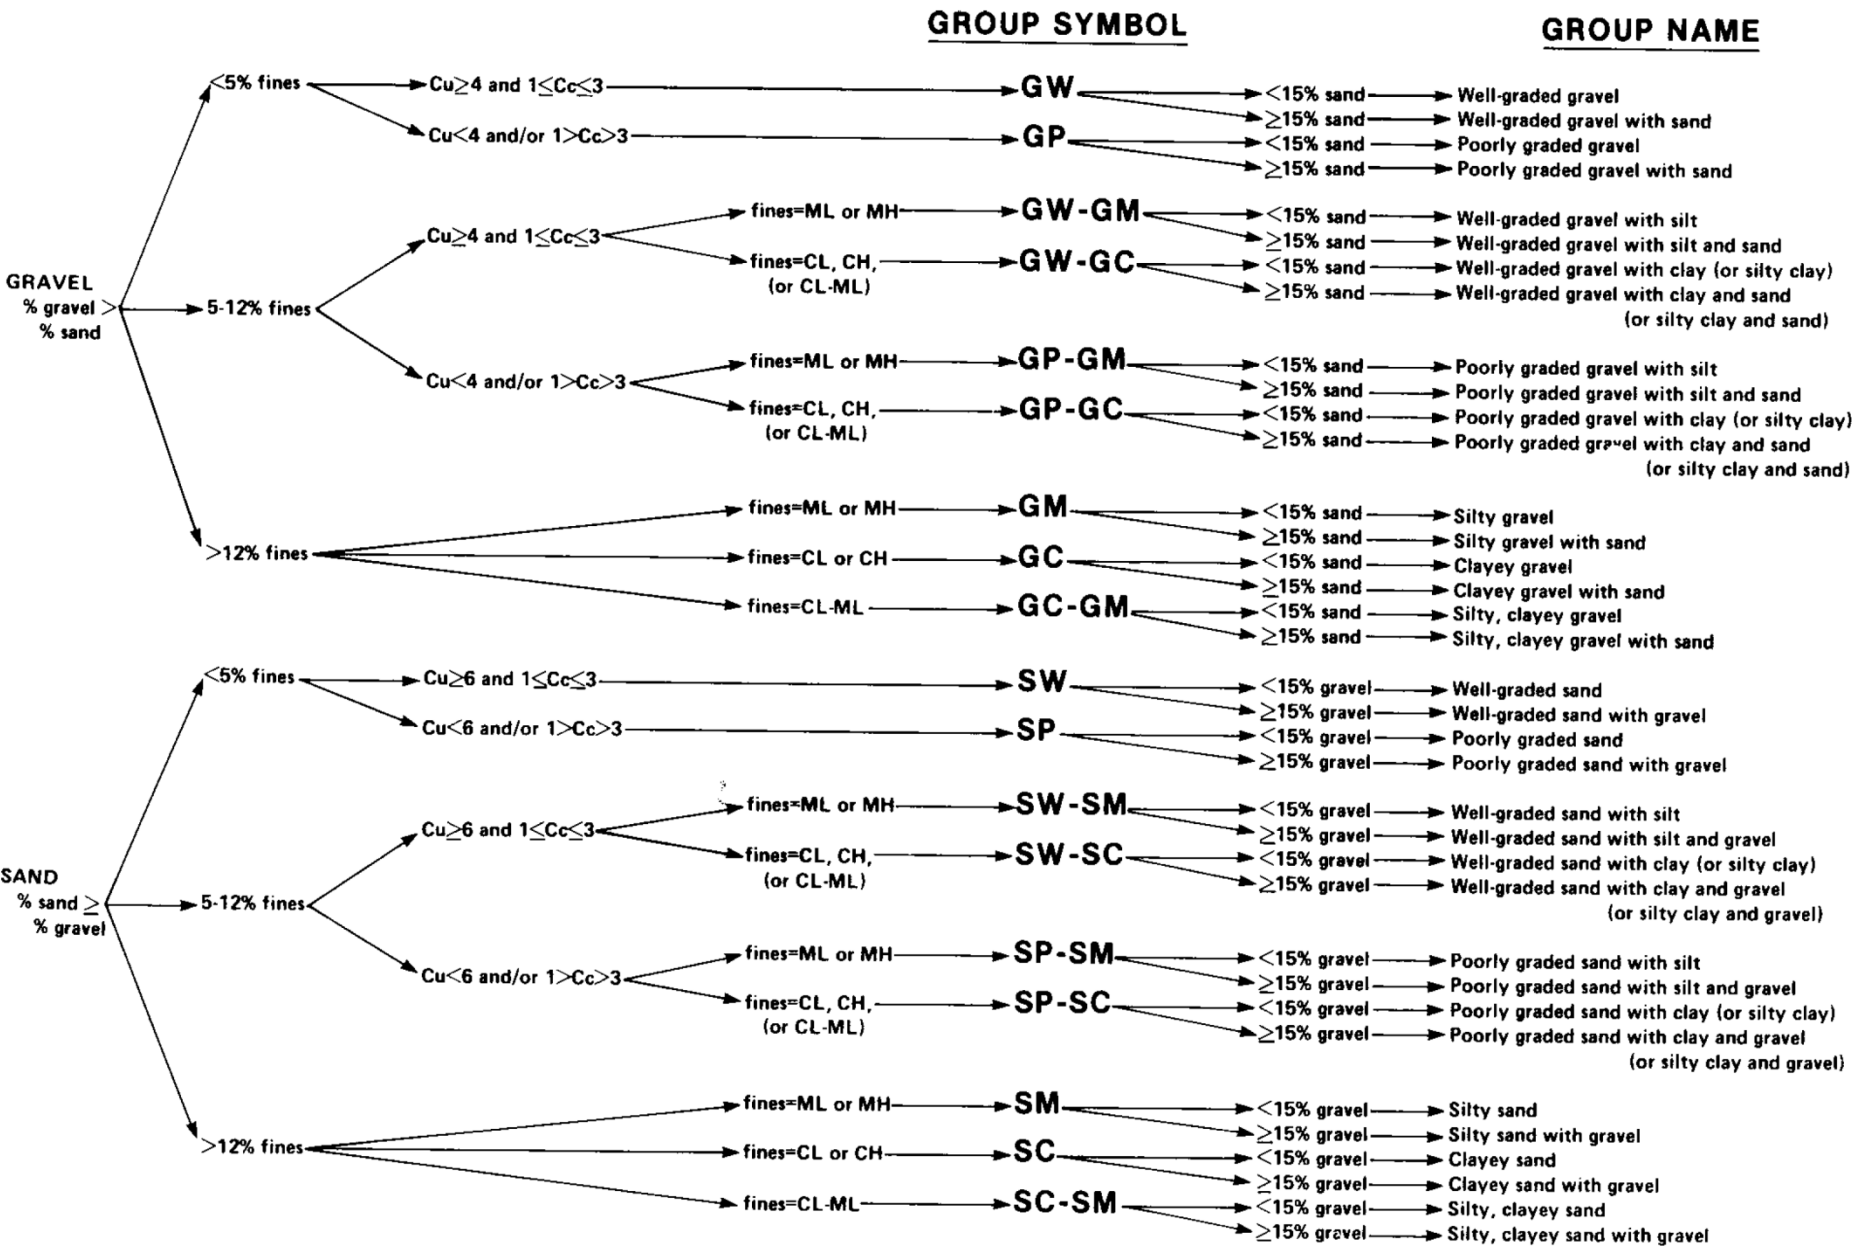 GROUP SYMBOL GROUP NAME
<5% fines Cu≥4 and 1≤Cc≤3 GW <15% sand Well-graded gravel
≥15% sand Well-graded gravel with sand
Cu<4 and/or 1>Cc>3 GP <15% sand Poorly graded gravel
≥15% sand Poorly graded gravel with sand
fines=ML or MH GW-GM <15% sand Well-graded gravel with silt
Cu≥4 and 1≤Cc≤3 ≥15% sand Well-graded gravel with silt and sand
fines=CL, CH, GW-GC <15% sand Well-graded gravel with clay (or silty clay)
GRAVEL (or CL-ML) ≥15% sand Well-graded gravel with clay and sand
% gravel > 5-12% fines (or silty clay and sand)
% sand
fines=ML or MH GP-GM <15% sand Poorly graded gravel with silt
Cu<4 and/or 1>Cc>3 ≥15% sand Poorly graded gravel with silt and sand
fines=CL, CH, GP-GC <15% sand Poorly graded gravel with clay (or silty clay)
(or CL-ML) ≥15% sand Poorly graded gravel with clay and sand
(or silty clay and sand)
fines=ML or MH GM <15% sand Silty gravel
≥15% sand Silty gravel with sand
>12% fines fines=CL or CH GC <15% sand Clayey gravel
≥15% sand Clayey gravel with sand
fines=CL-ML GC-GM <15% sand Silty, clayey gravel
≥15% sand Silty, clayey gravel with sand
<5% fines Cu≥6 and 1≤Cc≤3 SW <15% gravel Well-graded sand
≥15% gravel Well-graded sand with gravel
Cu<6 and/or 1>Cc>3 SP <15% gravel Poorly graded sand
≥15% gravel Poorly graded sand with gravel
fines=ML or MH SW-SM <15% gravel Well-graded sand with silt
Cu≥6 and 1≤Cc≤3 ≥15% gravel Well-graded sand with silt and gravel
fines=CL, CH, SW-SC <15% gravel Well-graded sand with clay (or silty clay)
SAND (or CL-ML) ≥15% gravel Well-graded sand with clay and gravel
% sand ≥ 5-12% fines (or silty clay and gravel)
% gravel
fines=ML or MH SP-SM <15% gravel Poorly graded sand with silt
Cu<6 and/or 1>Cc>3 ≥15% gravel Poorly graded sand with silt and gravel
fines=CL, CH, SP-SC <15% gravel Poorly graded sand with clay (or silty clay)
(or CL-ML) ≥15% gravel Poorly graded sand with clay and gravel
(or silty clay and gravel)
fines=ML or MH SM <15% gravel Silty sand
≥15% gravel Silty sand with gravel
>12% fines fines=CL or CH SC <15% gravel Clayey sand
≥15% gravel Clayey sand with gravel
fines=CL-ML SC-SM <15% gravel Silty, clayey sand
≥15% gravel Silty, clayey sand with gravel